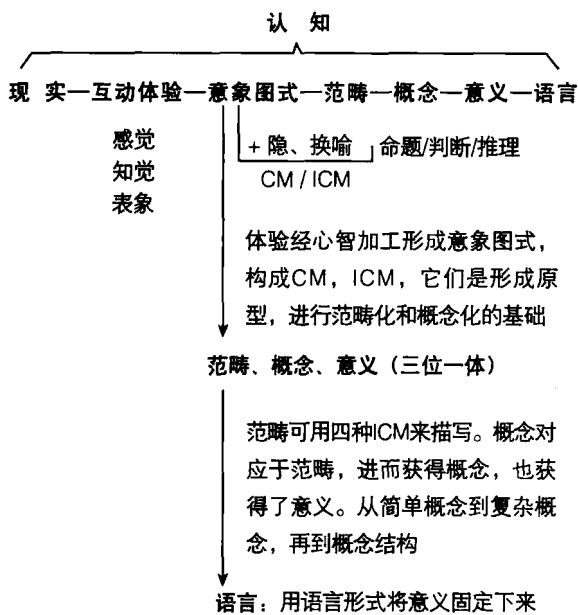 认 知
现 实—互动体验—意象图式—范畴—概念—意义—语言
感觉
知觉
表象
+ 隐、换喻 命题/判断/推理
CM / ICM
体验经心智加工形成意象图式，
构成CM，ICM，它们是形成原
型，进行范畴化和概念化的基础
范畴、概念、意义（三位一体）
范畴可用四种ICM来描写。概念对
应于范畴，进而获得概念，也获
得了意义。从简单概念到复杂概
念，再到概念结构
语言：用语言形式将意义固定下来